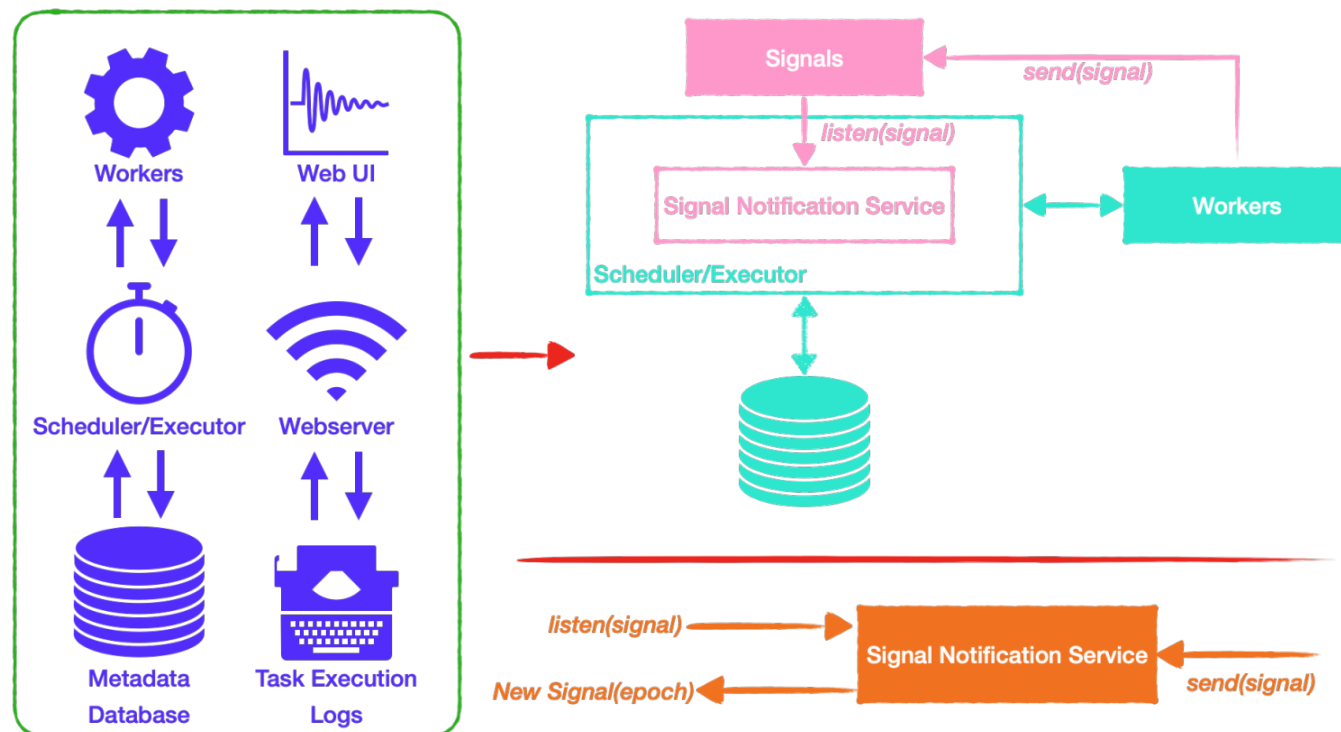 Workers
Web UI
Scheduler/Executor
Webserver
Metadata
Database
Task Execution
Logs
Signals
send(signal)
listen(signal)
Signal Notification Service
Workers
Scheduler/Executor
listen(signal)
Signal Notification Service
New Signal(epoch)
send(signal)